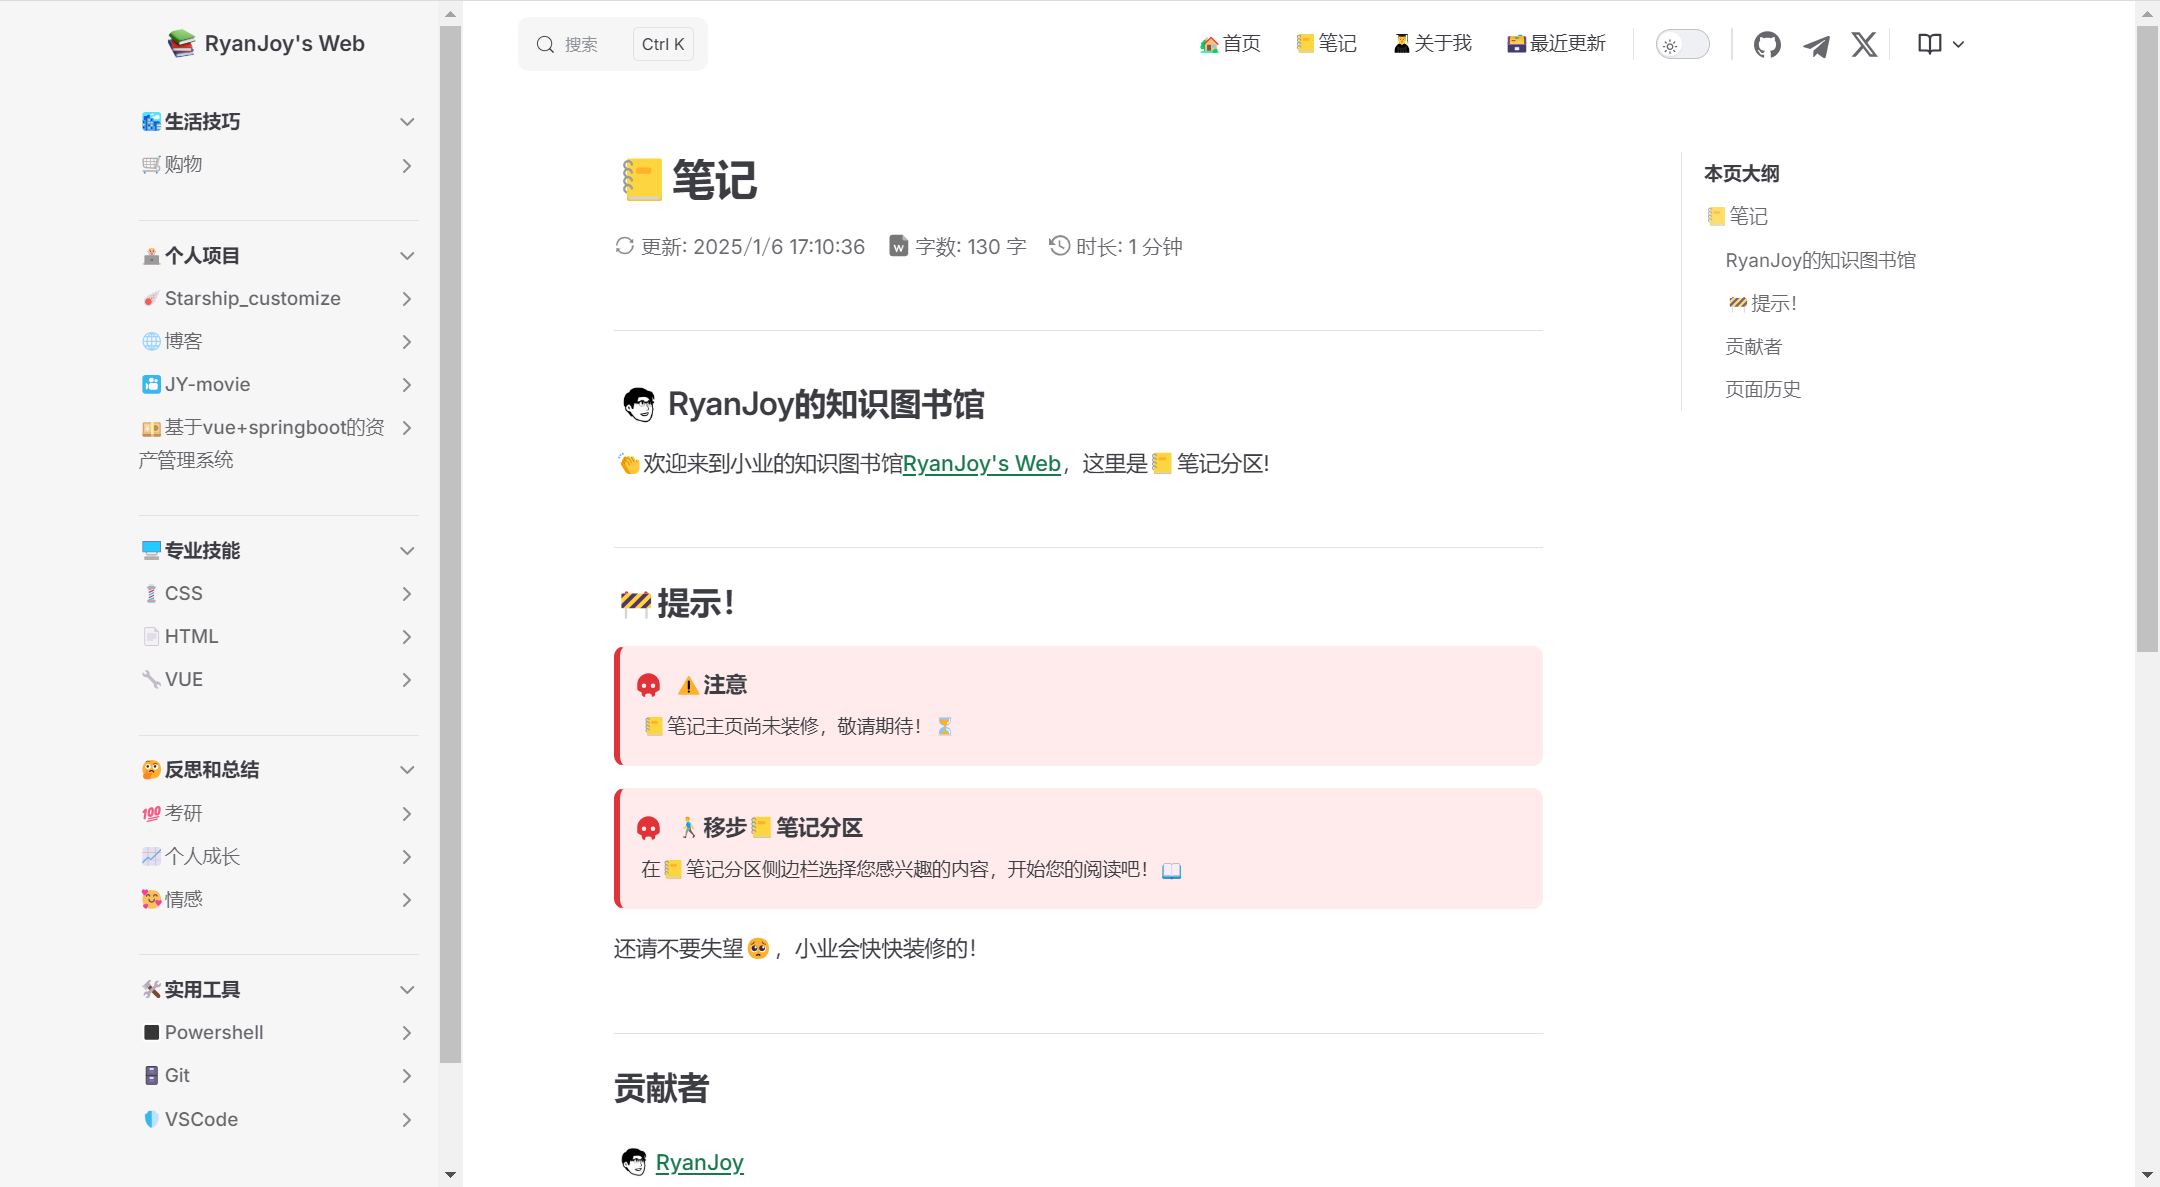 RyanJoy's Web
搜索 Ctrl K
首页 笔记 关于我 最近更新
生活技巧
购物
个人项目
Starship_customize
博客
JY-movie
基于vue+springboot的资
产管理系统
专业技能
CSS
HTML
VUE
反思和总结
100 考研
个人成长
情感
实用工具
Powershell
Git
VSCode
笔记
更新: 2025/1/6 17:10:36 W 字数: 130 字 时长: 1 分钟
RyanJoy的知识图书馆
欢迎来到小业的知识图书馆RyanJoy's Web，这里是笔记分区!
提示！
注意
笔记主页尚未装修，敬请期待！
移步笔记分区
在笔记分区侧边栏选择您感兴趣的内容，开始您的阅读吧！
还请不要失望，小业会快快装修的！
贡献者
RyanJoy
本页大纲
笔记
RyanJoy的知识图书馆
提示！
贡献者
页面历史